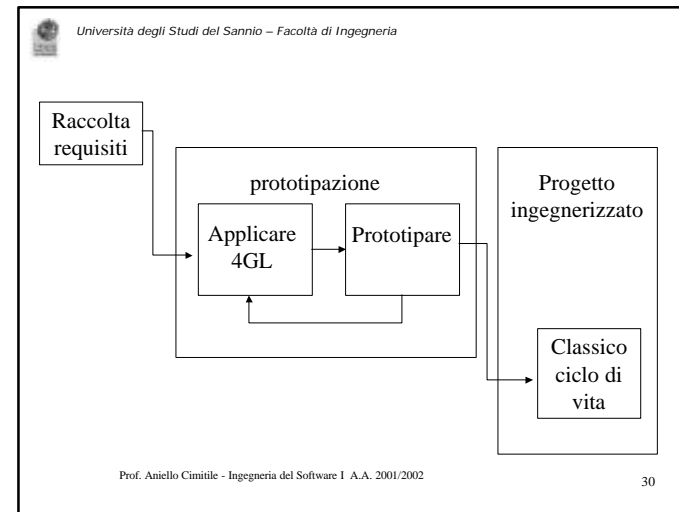 Università degli Studi del Sannio – Facoltà di Ingegneria
Raccolta
requisiti
prototipazione
Applicare
4GL
Prototipare
Progetto
ingegnerizzato
Classico
ciclo di
vita
Prof. Aniello Cimitile - Ingegneria del Software I A.A. 2001/2002
30